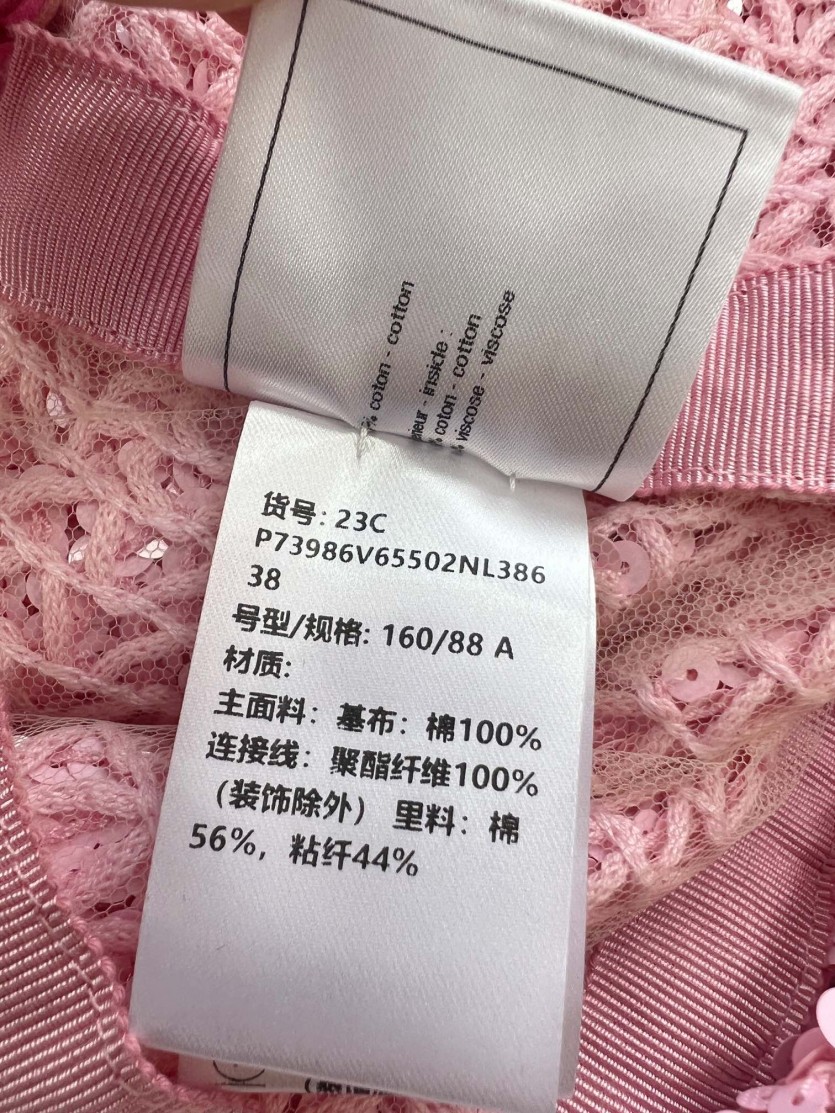 coton - cotton
inside :
coton - cotton
viscose - viscose
货号: 23C
P73986V65502NL386
38
号型/规格: 160/88 A
材质:
主面料：基布：棉100%
连接线：聚酯纤维100%
（装饰除外） 里料：棉
56%，粘纤44%